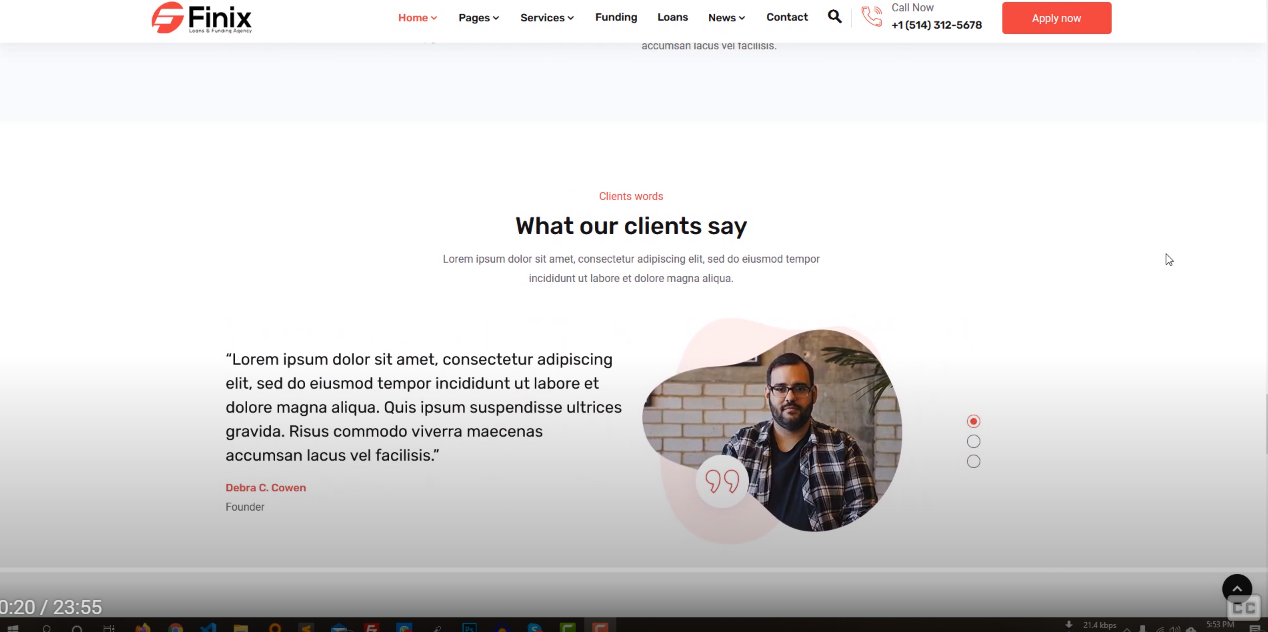 Finix
Loans & Funding Agency
Home
Pages
Services
Funding
Loans
News
Contact
Call Now
+1 (514) 312-5678
Apply now
accumsan lacus vel facilisis.
Clients words
What our clients say
Lorem ipsum dolor sit amet, consectetur adipiscing elit, sed do eiusmod tempor
incididunt ut labore et dolore magna aliqua.
“Lorem ipsum dolor sit amet, consectetur adipiscing
elit, sed do eiusmod tempor incididunt ut labore et
dolore magna aliqua. Quis ipsum suspendisse ultrices
gravida. Risus commodo viverra maecenas
accumsan lacus vel facilisis.”
Debra C. Cowen
Founder
0:20 / 23:55
CC
21.4 kbps
5:53 PM